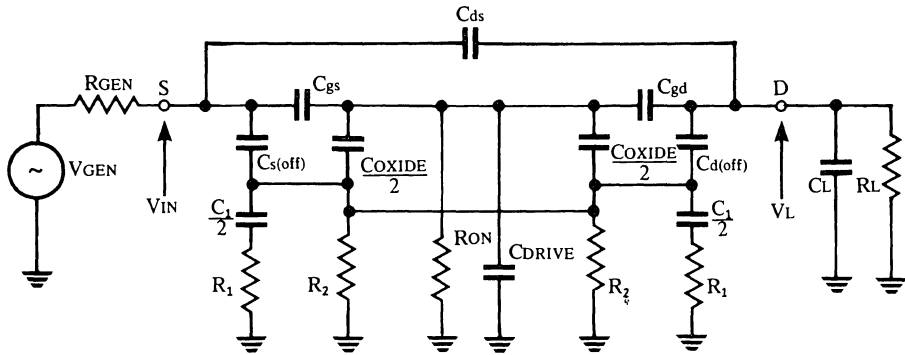 Cds
RGEN
S
Cgs
Cgd
D
VGEN
~
VIN
Cs(off)
COXIDE
2
COXIDE
2
Cd(off)
VL
CL
RL
C1
2
RON
CDRIVE
C1
2
R1
R2
R2
R1